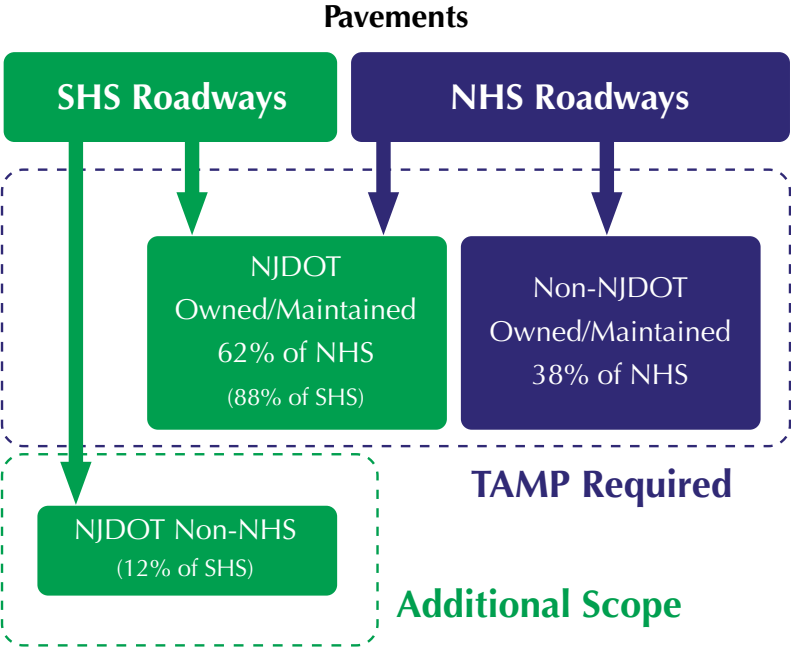 Pavements
SHS Roadways
NHS Roadways
NJDOT
Owned/Maintained
62% of NHS
(88% of SHS)
Non-NJDOT
Owned/Maintained
38% of NHS
TAMP Required
NJDOT Non-NHS
(12% of SHS)
Additional Scope